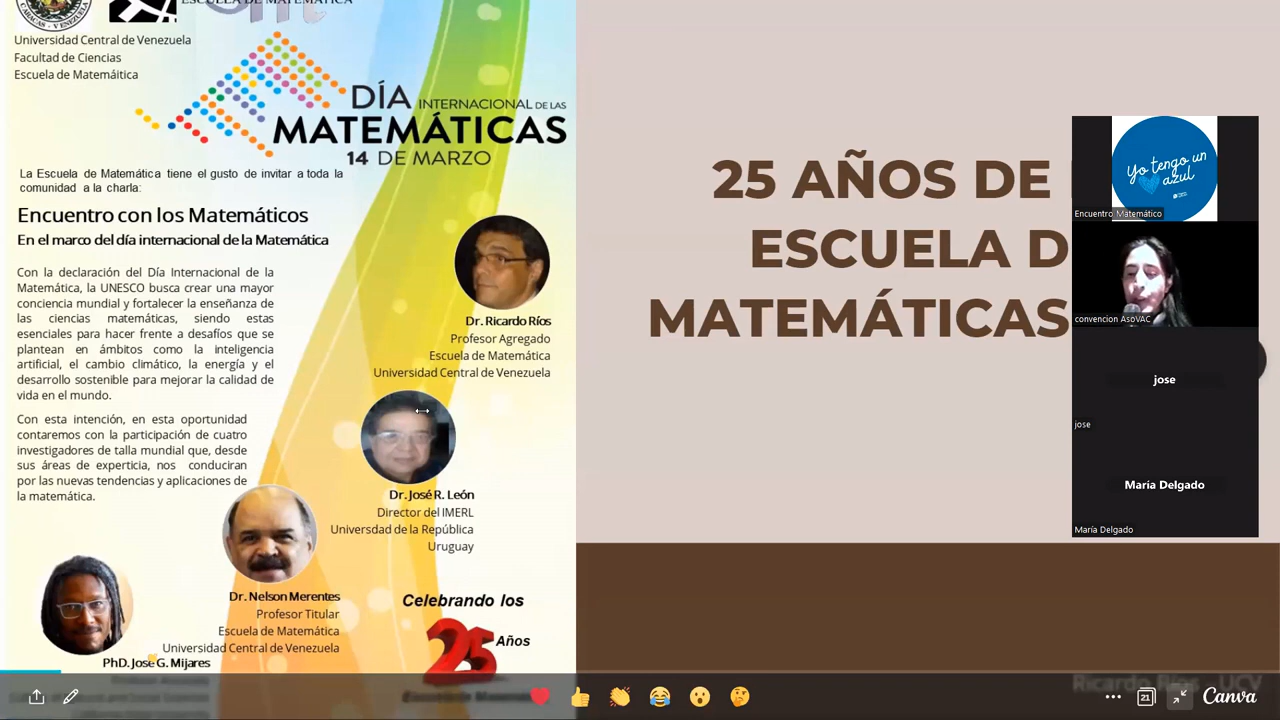 CARACAS - VENEZUELA
ESCUELA DE MATEMÁTICA
Universidad Central de Venezuela
Facultad de Ciencias
Escuela de Matemáitica
DÍA INTERNACIONAL DE LAS
MATEMÁTICAS
14 DE MARZO
La Escuela de Matemática tiene el gusto de invitar a toda la
comunidad a la charla:
Encuentro con los Matemáticos
En el marco del día internacional de la Matemática
Con la declaración del Día Internacional de la
Matemática, la UNESCO busca crear una mayor
conciencia mundial y fortalecer la enseñanza de
las ciencias matemáticas, siendo estas
esenciales para hacer frente a desafíos que se
plantean en ámbitos como la inteligencia
artificial, el cambio climático, la energía y el
desarrollo sostenible para mejorar la calidad de
vida en el mundo.
Con esta intención, en esta oportunidad
contaremos con la participación de cuatro
investigadores de talla mundial que, desde
sus áreas de experticia, nos conduciran
por las nuevas tendencias y aplicaciones de
la matemática.
Dr. Ricardo Ríos
Profesor Agregado
Escuela de Matemática
Universidad Central de Venezuela
Dr. José R. León
Director del IMERL
Universdad de la República
Uruguay
Dr. Nelson Merentes
Profesor Titular
Escuela de Matemática
Universidad Central de Venezuela
PhD. José G. Mijares
Celebrando los
25 Años
25 AÑOS DE
ESCUELA D
MATEMÁTICAS
Yo tengo un
azul
Encuentro Matemático
convencion AsoVAC
jose
jose
María Delgado
María Delgado
Ricardo Ríos - UCV
21
Canva